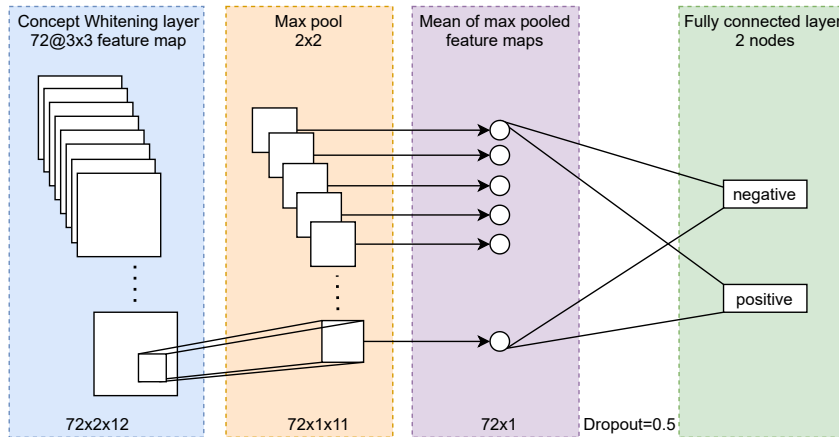 Concept Whitening layer
72@3x3 feature map
Max pool
2x2
Mean of max pooled
feature maps
Fully connected layer
2 nodes
negative
positive
72x2x12
72x1x11
72x1
Dropout=0.5